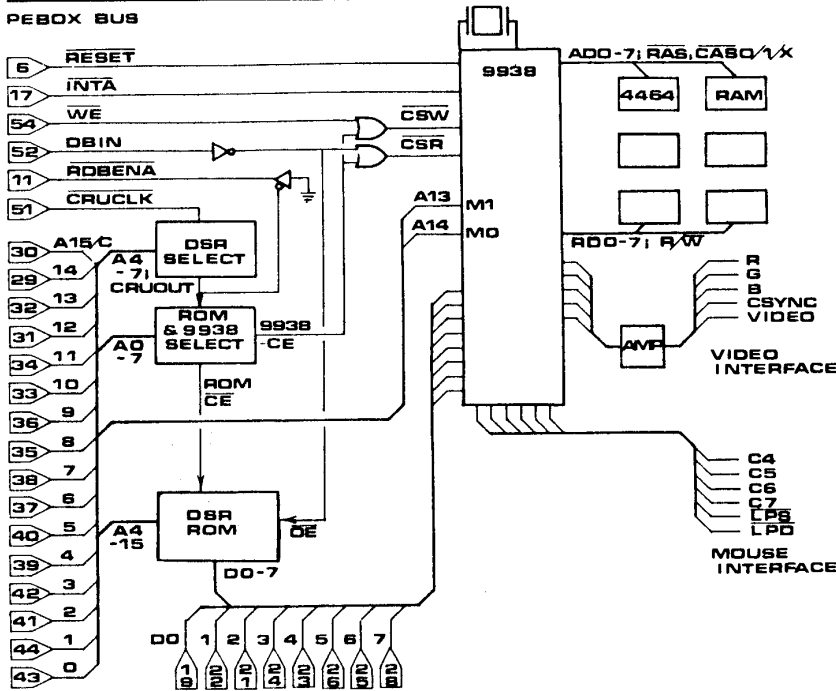 PEBOX BUS
6 RESET
17 INTA
54 WE
52 DBIN
11 RDBENA
51 CRUCLK
30 A15/C
29 14
32 13
31 12
34 11
33 10
36 9
35 8
38 7
37 6
40 5
39 4
42 3
41 2
44 1
43 0
A4
-7;
CRUOUT
DSR
SELECT
A0
-7
ROM
& 9938
SELECT
9938
-CE
ROM
CE
A4
-15
DSR
ROM
OE
D0-7
D0 1 2 3 4 5 6 7
19 22 21 24 23 26 25 28
CSW
CSR
A13 M1
A14 M0
9938
AD0-7; RAS; CAS0/1/X
4464 RAM
RD0-7; R/W
AMP
R
G
B
CSYNC
VIDEO
VIDEO
INTERFACE
C4
C5
C6
C7
LPS
LPD
MOUSE
INTERFACE